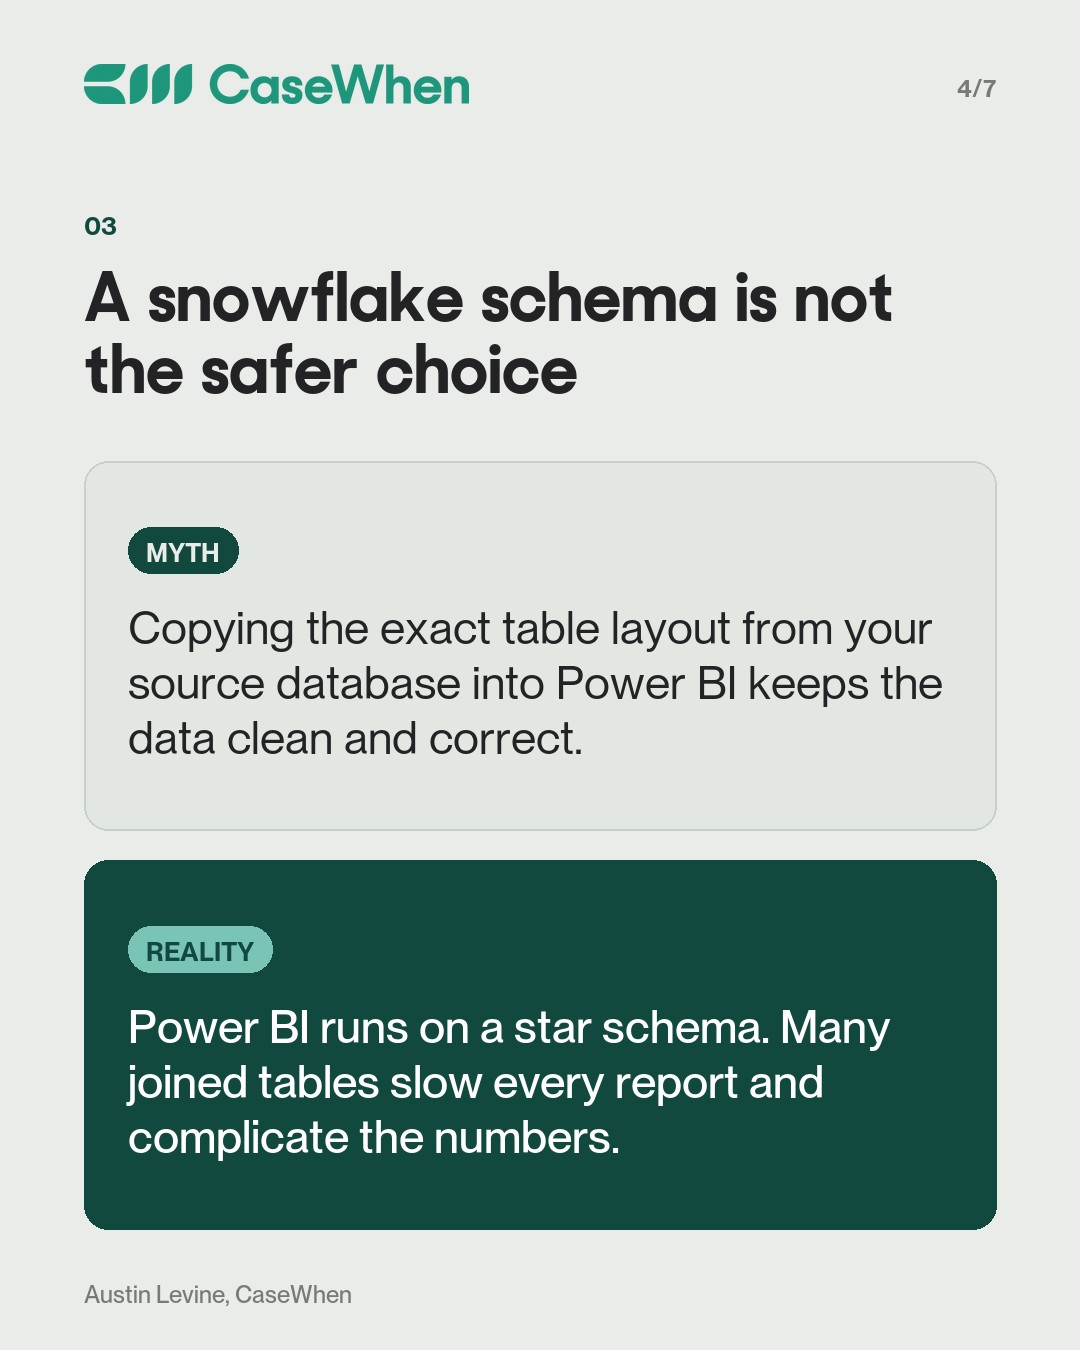 CaseWhen
4/7
03
A snowflake schema is not
the safer choice
MYTH
Copying the exact table layout from your
source database into Power BI keeps the
data clean and correct.
REALITY
Power BI runs on a star schema. Many
joined tables slow every report and
complicate the numbers.
Austin Levine, CaseWhen